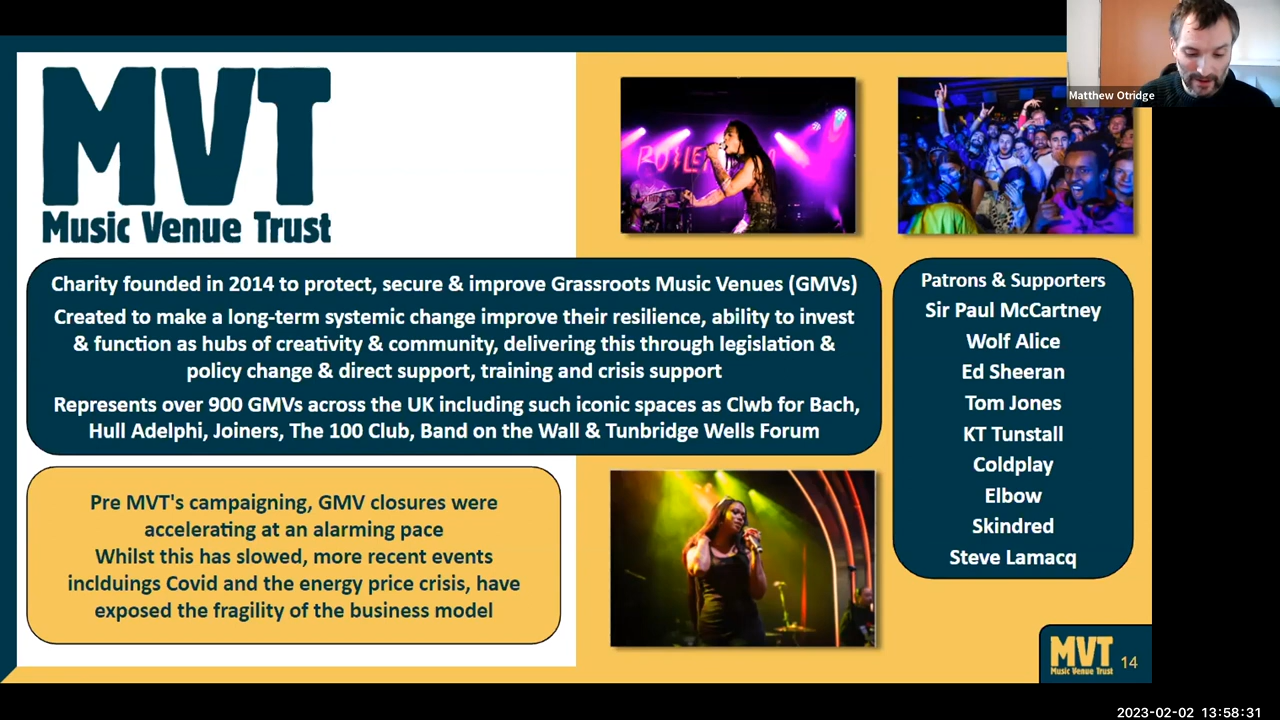 MVT
Music Venue Trust
Matthew Otridge
Charity founded in 2014 to protect, secure & improve Grassroots Music Venues (GMVs)
Created to make a long-term systemic change improve their resilience, ability to invest
& function as hubs of creativity & community, delivering this through legislation &
policy change & direct support, training and crisis support
Represents over 900 GMVs across the UK including such iconic spaces as Clwb for Bach,
Hull Adelphi, Joiners, The 100 Club, Band on the Wall & Tunbridge Wells Forum
Patrons & Supporters
Sir Paul McCartney
Wolf Alice
Ed Sheeran
Tom Jones
KT Tunstall
Coldplay
Elbow
Skindred
Steve Lamacq
Pre MVT's campaigning, GMV closures were
accelerating at an alarming pace
Whilst this has slowed, more recent events
inclduings Covid and the energy price crisis, have
exposed the fragility of the business model
MVT
Music Venue Trust
14
2023-02-02 13:58:31